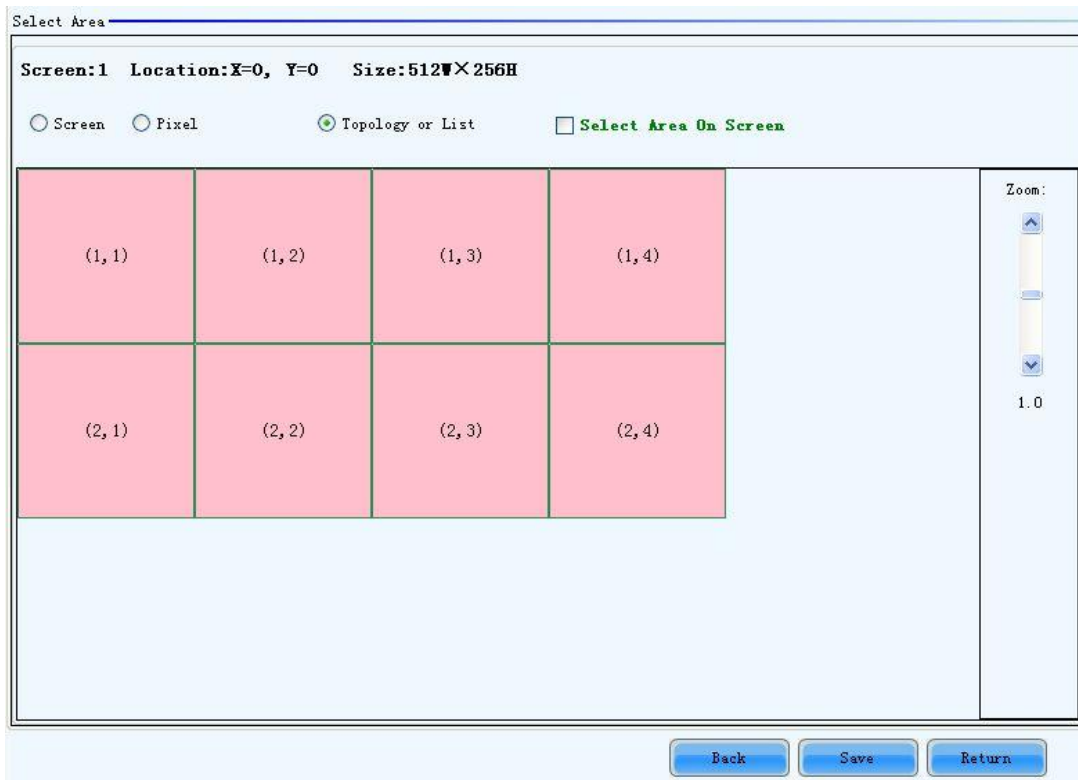 Select Area
Screen:1 Location:X=0, Y=0 Size:512W×256H
Screen Pixel Topology or List Select Area On Screen
Zoom:
(1,1) (1,2) (1,3) (1,4)
1.0
(2,1) (2,2) (2,3) (2,4)
Back Save Return